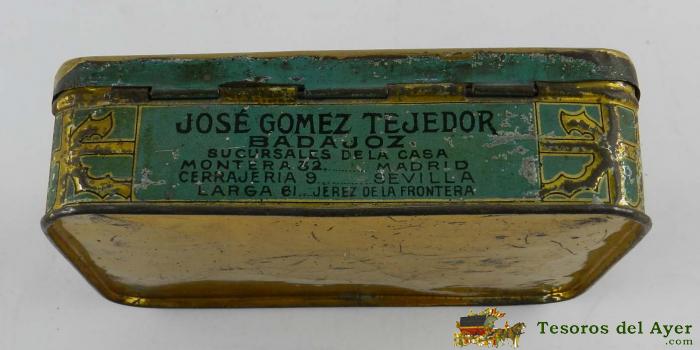 JOSÉ GOMEZ TEJEDOR
BADAJOZ
SUCURSALES DE LA CASA
MONTERA 32...... MADRID
CERRAJERIA 9...... SEVILLA
LARGA 61... JEREZ DE LA FRONTERA
Tesoros del Ayer
.com